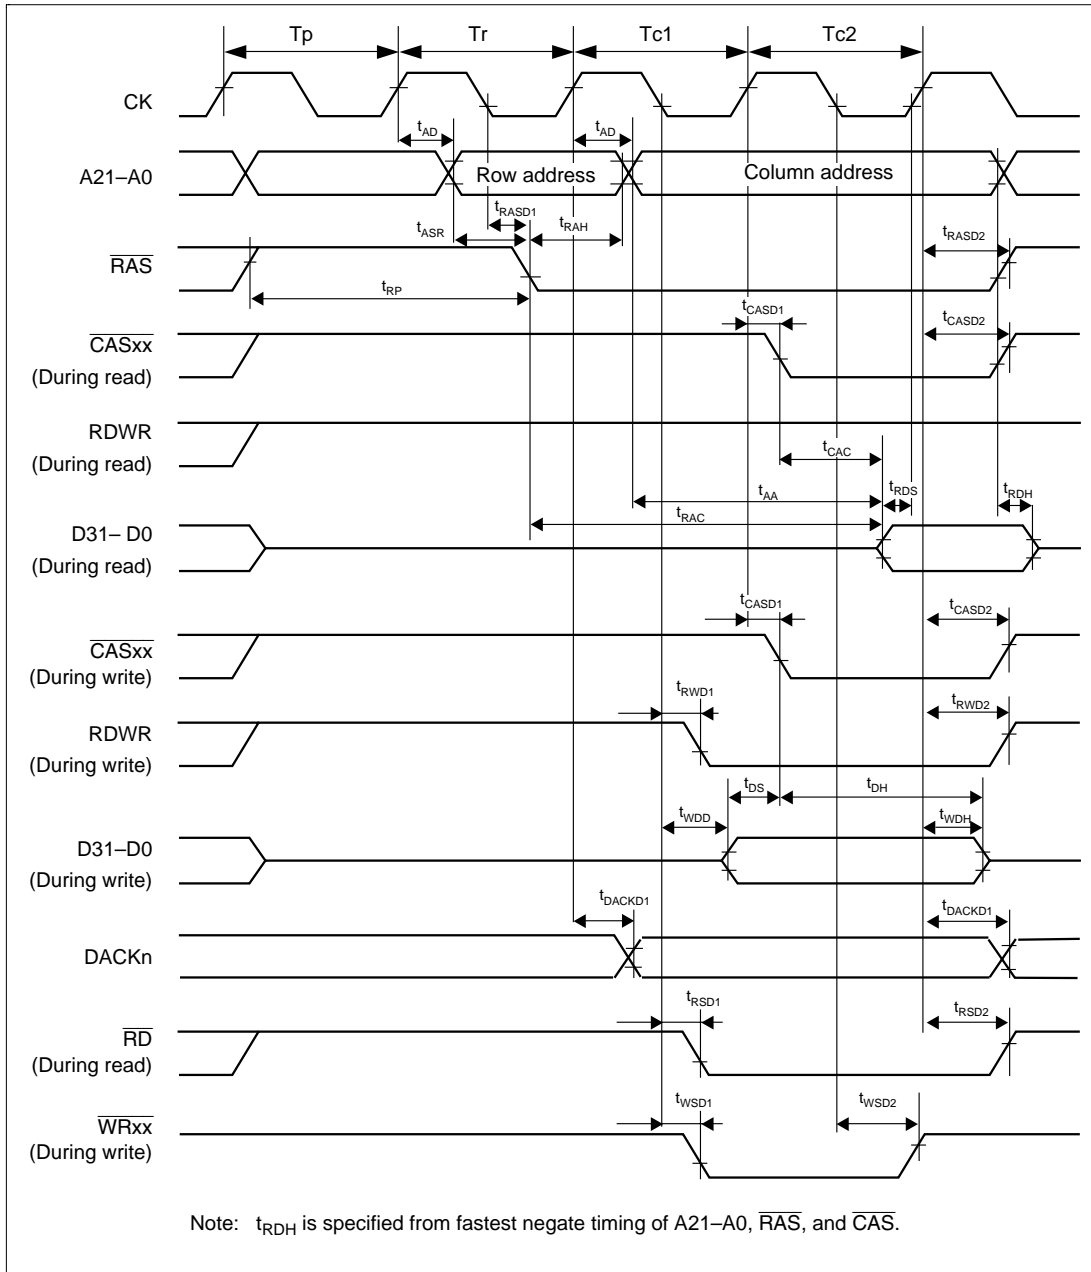 Tp Tr Tc1 Tc2
CK
tAD tAD
A21–A0 Row address Column address
tRASD1
tASR tRAH tRASD2
RAS
tRP
tCASD1 tCASD2
CASxx
(During read)
RDWR
(During read)
tCAC
tRDS tRDH
tAA
tRAC
D31– D0
(During read)
tCASD1 tCASD2
CASxx
(During write)
tRWD1 tRWD2
RDWR
(During write)
tDS tDH
tWDD tWDH
D31–D0
(During write)
tDACKD1 tDACKD1
DACKn
tRSD1 tRSD2
RD
(During read)
tWSD1 tWSD2
WRxx
(During write)
Note: tRDH is specified from fastest negate timing of A21–A0, RAS, and CAS.